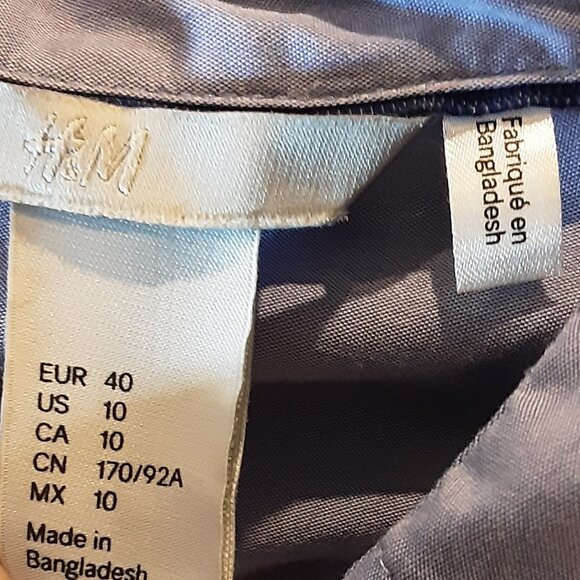 H&M
Fabriqué en
Bangladesh
EUR 40
US 10
CA 10
CN 170/92A
MX 10
Made in
Bangladesh